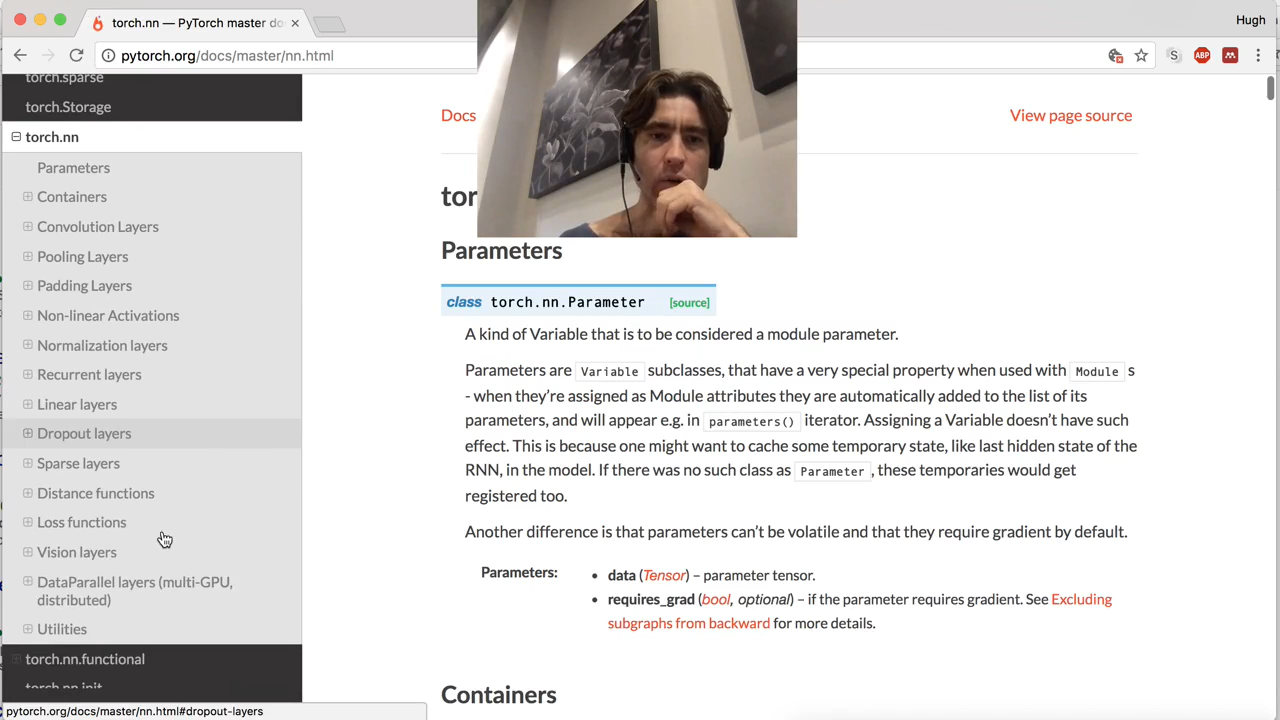 torch.nn — PyTorch master do
Hugh
pytorch.org/docs/master/nn.html
S
ABP
torch.sparse
torch.Storage
torch.nn
Parameters
Containers
Convolution Layers
Pooling Layers
Padding Layers
Non-linear Activations
Normalization layers
Recurrent layers
Linear layers
Dropout layers
Sparse layers
Distance functions
Loss functions
Vision layers
DataParallel layers (multi-GPU,
distributed)
Utilities
torch.nn.functional
torch.nn.init
pytorch.org/docs/master/nn.html#dropout-layers
Docs
View page source
tor
Parameters
class torch.nn.Parameter [source]
A kind of Variable that is to be considered a module parameter.
Parameters are Variable subclasses, that have a very special property when used with Module s
- when they're assigned as Module attributes they are automatically added to the list of its
parameters, and will appear e.g. in parameters() iterator. Assigning a Variable doesn't have such
effect. This is because one might want to cache some temporary state, like last hidden state of the
RNN, in the model. If there was no such class as Parameter , these temporaries would get
registered too.
Another difference is that parameters can't be volatile and that they require gradient by default.
Parameters:
• data (Tensor) – parameter tensor.
• requires_grad (bool, optional) – if the parameter requires gradient. See Excluding
subgraphs from backward for more details.
Containers